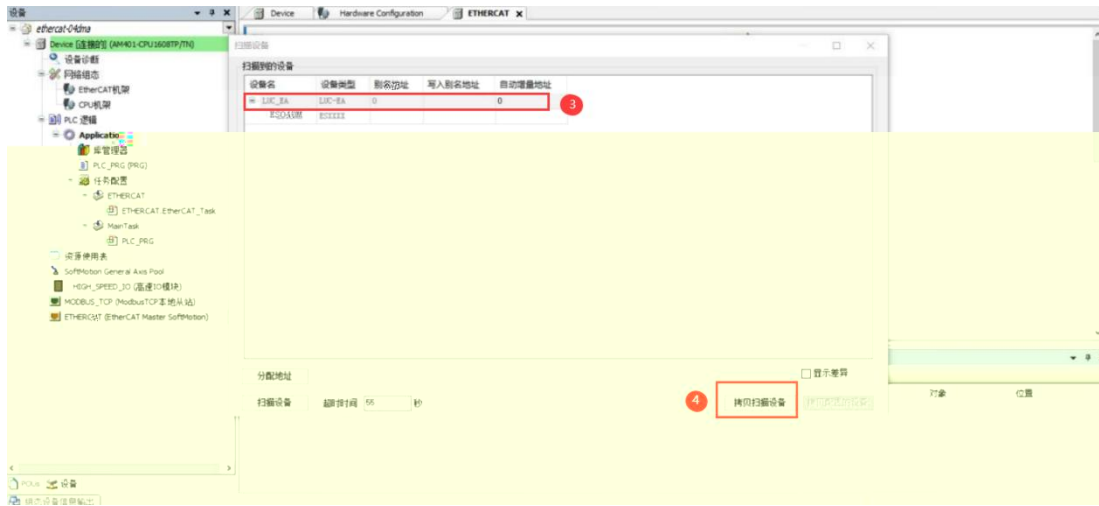 设备
Device
Hardware Configuration
ETHERCAT
ethercat-04dma
Device [连接的] (AM401-CPU1608TP/TN)
设备诊断
网络组态
EtherCAT机架
CPU机架
PLC 逻辑
Applicatio
库管理器
PLC_PRG (PRG)
任务配置
ETHERCAT
ETHERCAT.EtherCAT_Task
MainTask
PLC_PRG
资源使用表
SoftMotion General Axis Pool
HIGH_SPEED_IO (高速IO模块)
MODBUS_TCP (ModbusTCP本地从站)
ETHERCAT (EtherCAT Master SoftMotion)
POUs 设备
扫描设备
扫描到的设备
设备名 设备类型 别名地址 写入别名地址 自动增量地址
LUC_EA LUC-EA 0 0
3
分配地址
显示差异
扫描设备 超时时间 55 秒
4
拷贝扫描设备
对象 位置